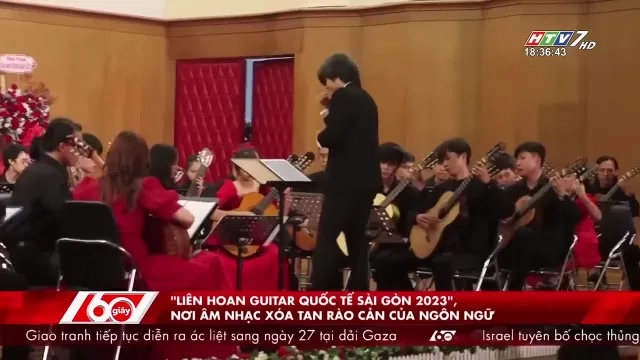 HTV7 HD
18:36:43
60 giây
"LIÊN HOAN GUITAR QUỐC TẾ SÀI GÒN 2023",
NƠI ÂM NHẠC XÓA TAN RÀO CẢN CỦA NGÔN NGỮ
Giao tranh tiếp tục diễn ra ác liệt sang ngày 27 tại dải Gaza
Israel tuyên bố chọc thủng